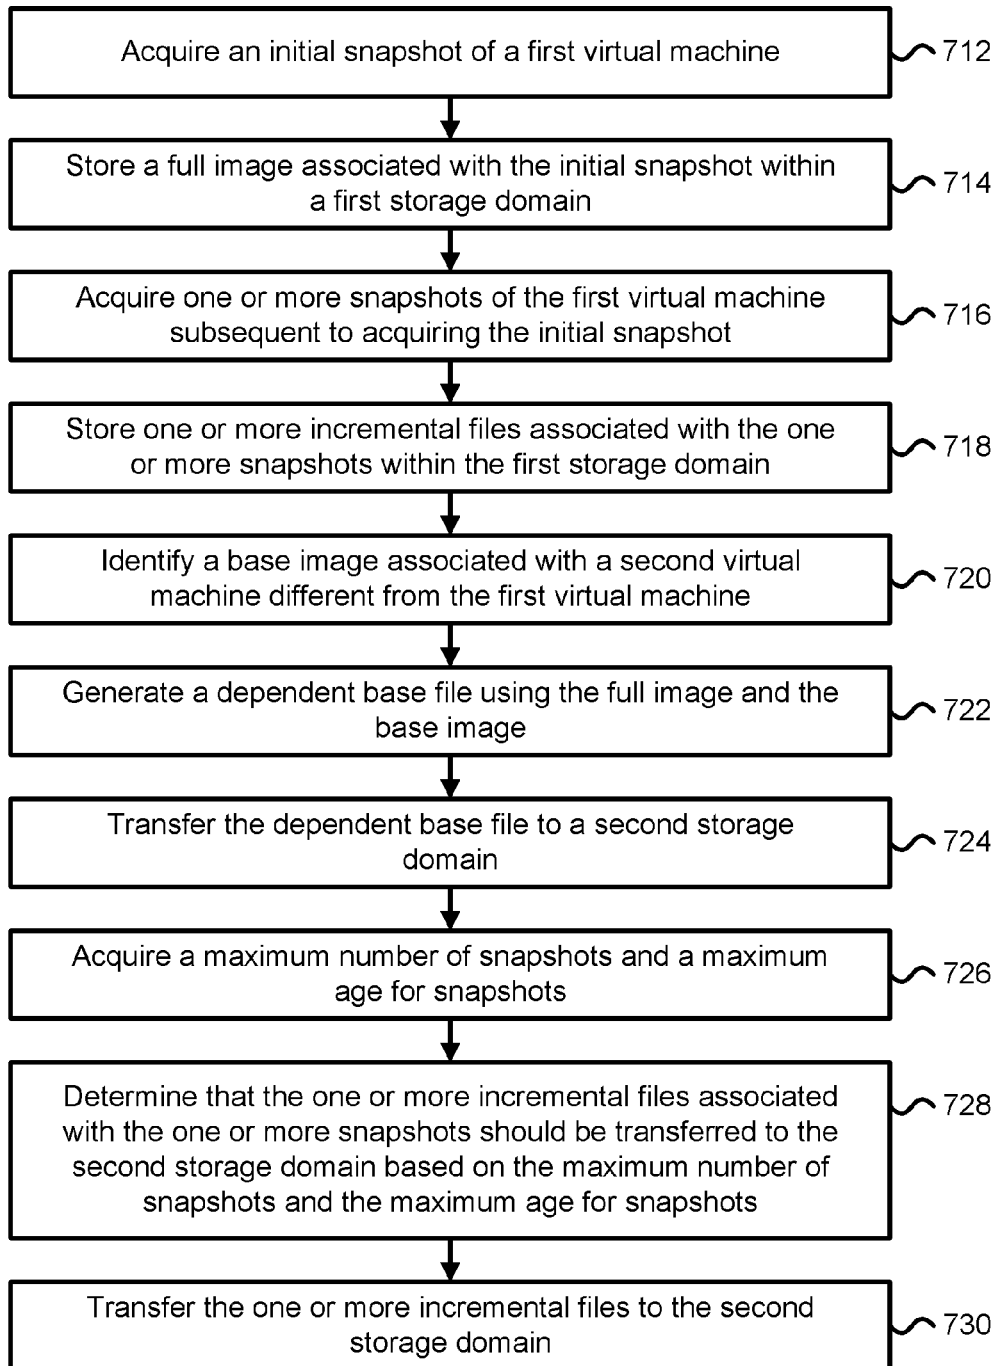 Acquire an initial snapshot of a first virtual machine
712
Store a full image associated with the initial snapshot within
a first storage domain
714
Acquire one or more snapshots of the first virtual machine
subsequent to acquiring the initial snapshot
716
Store one or more incremental files associated with the one
or more snapshots within the first storage domain
718
Identify a base image associated with a second virtual
machine different from the first virtual machine
720
Generate a dependent base file using the full image and the
base image
722
Transfer the dependent base file to a second storage
domain
724
Acquire a maximum number of snapshots and a maximum
age for snapshots
726
Determine that the one or more incremental files associated
with the one or more snapshots should be transferred to the
second storage domain based on the maximum number of
snapshots and the maximum age for snapshots
728
Transfer the one or more incremental files to the second
storage domain
730